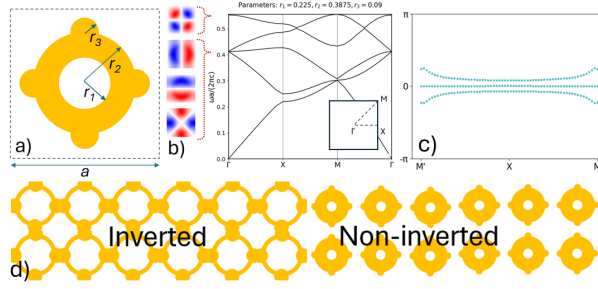 Parameters: r₁ = 0.225, r₂ = 0.3875, r₃ = 0.09
r₃
r₂
r₁
a)
a
b)
ωa/(2πc)
0.5
0.4
0.3
0.2
0.1
0.0
Γ
X
M
Γ
M
Γ
X
c)
π
0
-π
M'
X
M
Inverted
Non-inverted
d)